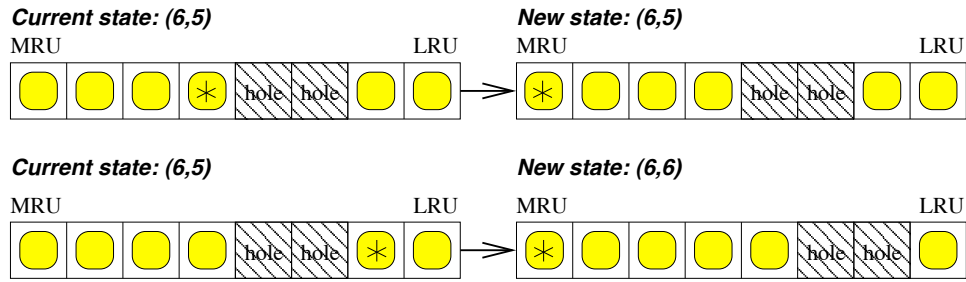 Current state: (6,5) New state: (6,5)
MRU LRU MRU LRU
* hole hole * hole hole
Current state: (6,5) New state: (6,6)
MRU LRU MRU LRU
hole hole * * hole hole